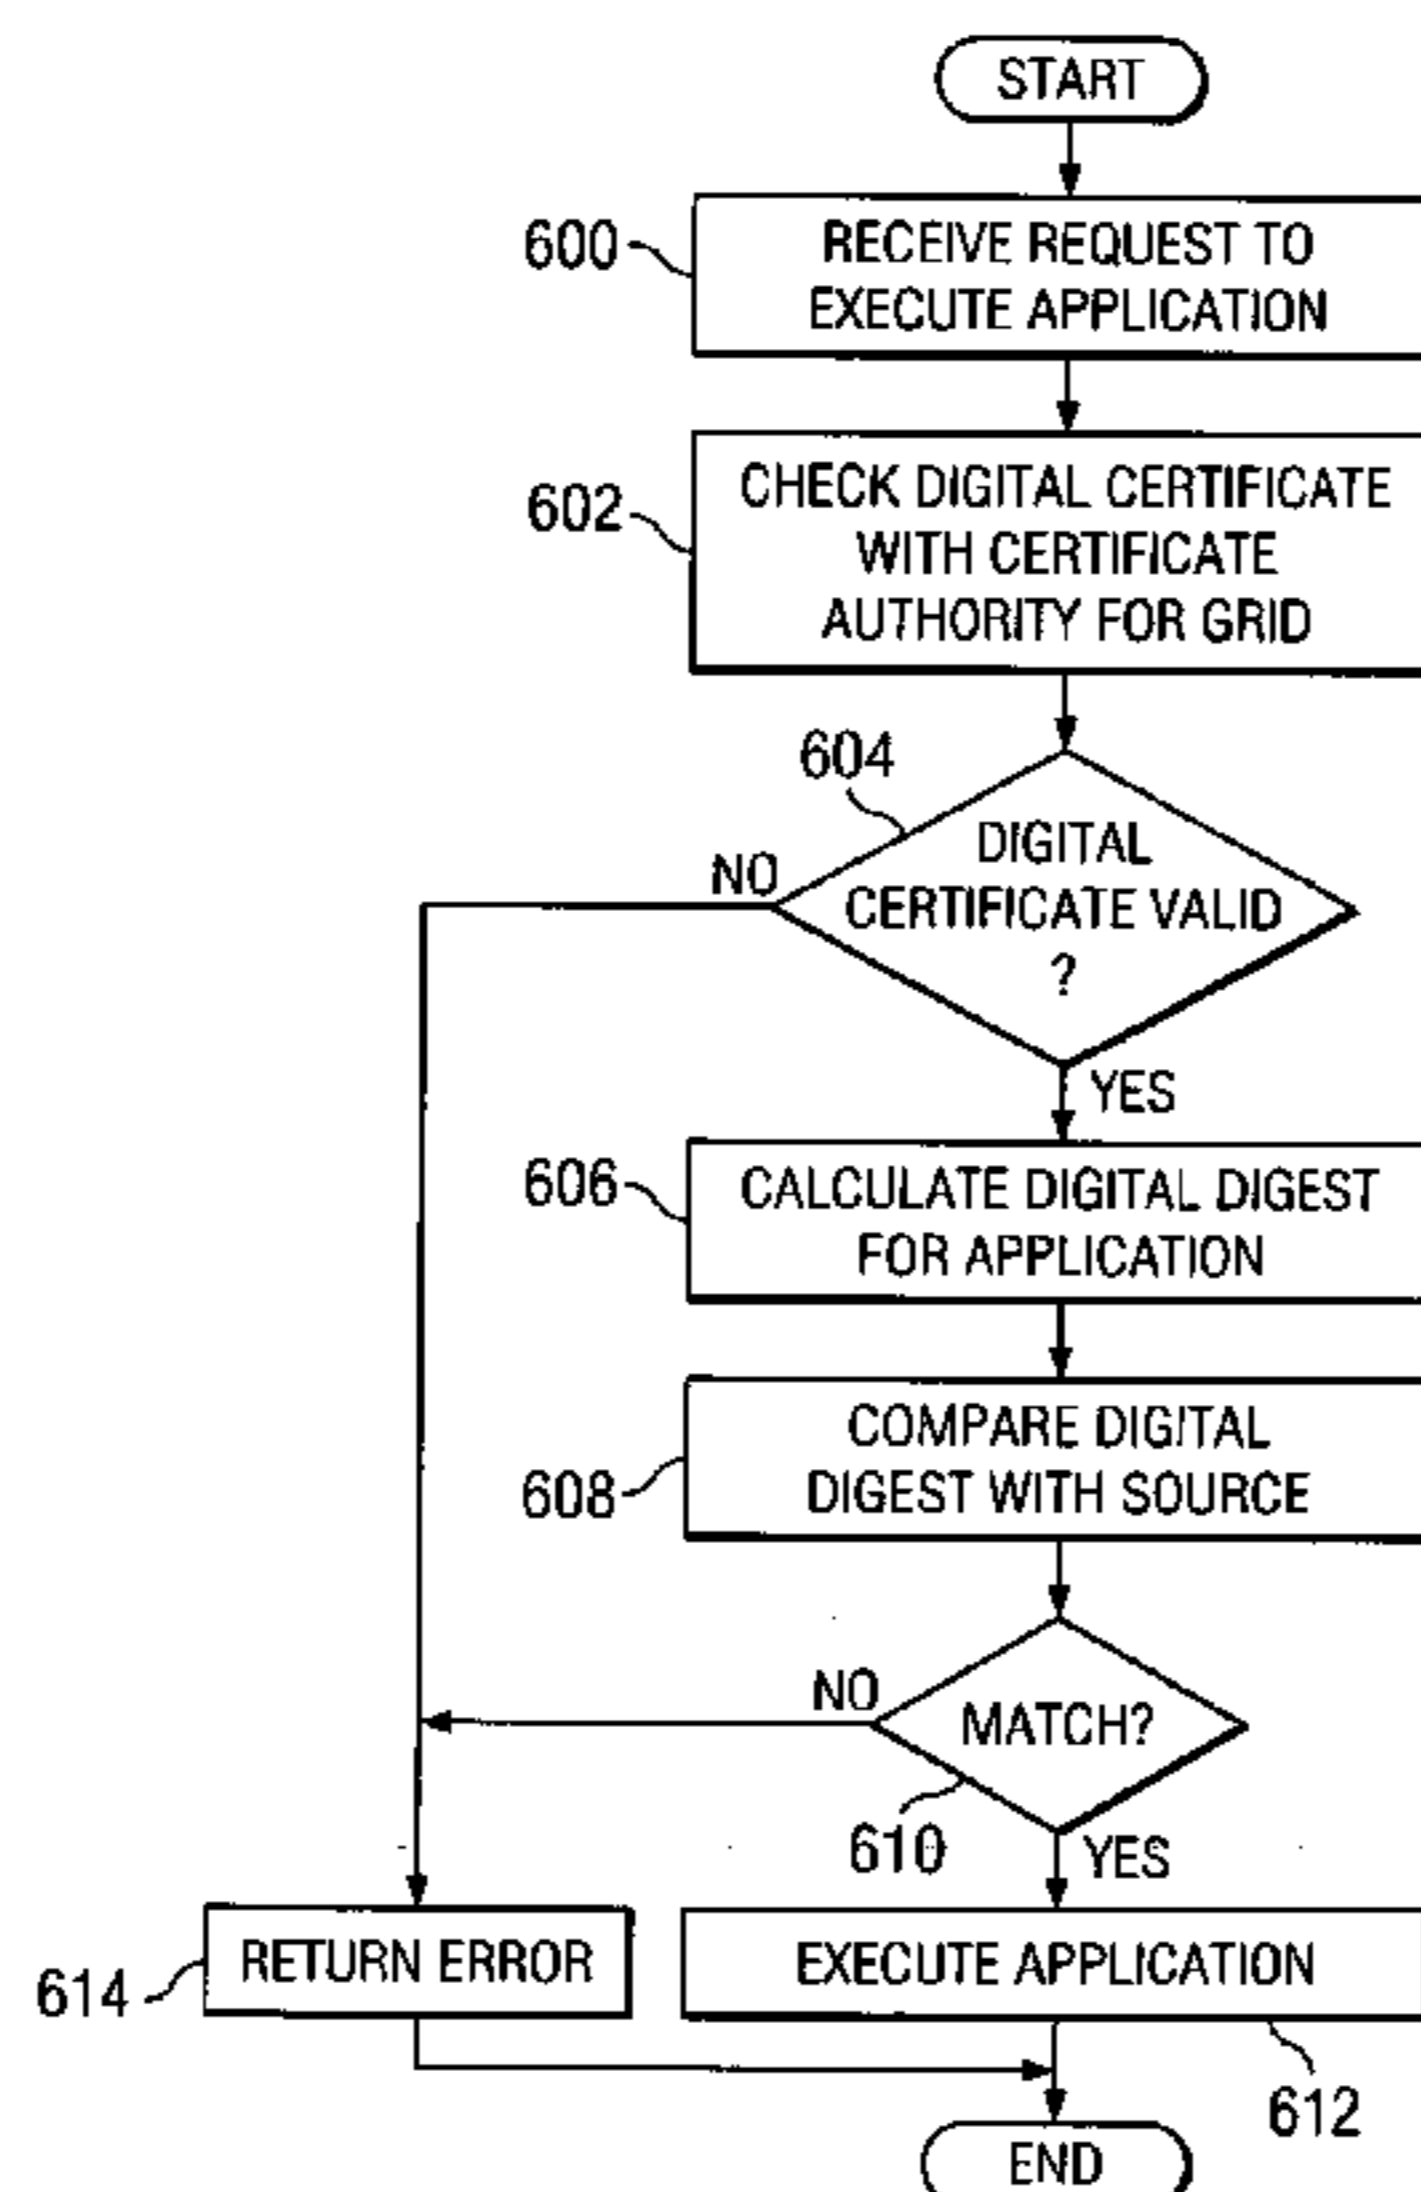 START
600
RECEIVE REQUEST TO
EXECUTE APPLICATION
602
CHECK DIGITAL CERTIFICATE
WITH CERTIFICATE
AUTHORITY FOR GRID
604
DIGITAL
CERTIFICATE VALID
?
NO
YES
606
CALCULATE DIGITAL DIGEST
FOR APPLICATION
608
COMPARE DIGITAL
DIGEST WITH SOURCE
NO
MATCH?
610
YES
614
RETURN ERROR
EXECUTE APPLICATION
612
END